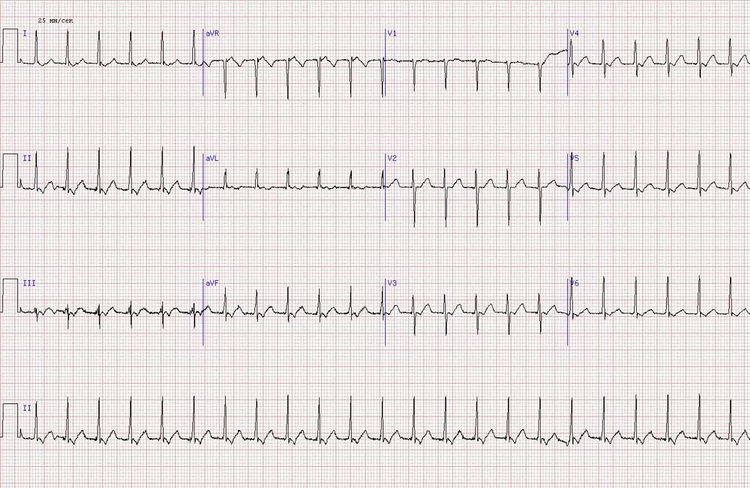 25 мм/сек
I aVR V1 V4
II aVL V2 V5
III aVF V3 V6
II